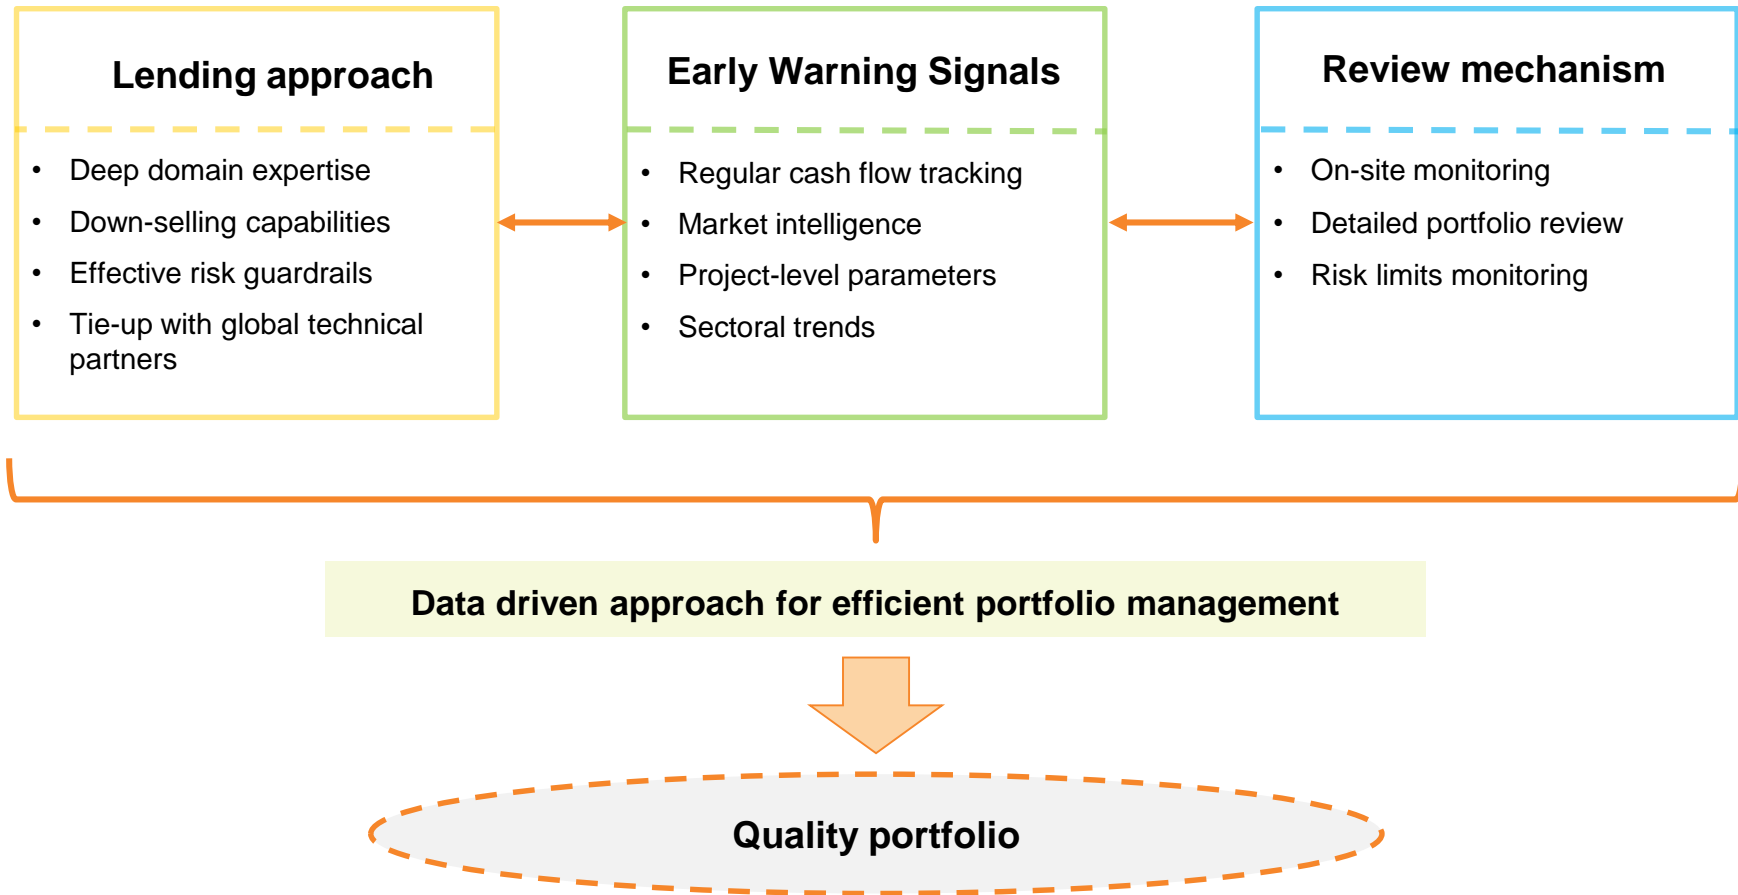 Lending approach
• Deep domain expertise
• Down-selling capabilities
• Effective risk guardrails
• Tie-up with global technical
partners
Early Warning Signals
• Regular cash flow tracking
• Market intelligence
• Project-level parameters
• Sectoral trends
Review mechanism
• On-site monitoring
• Detailed portfolio review
• Risk limits monitoring
Data driven approach for efficient portfolio management
Quality portfolio